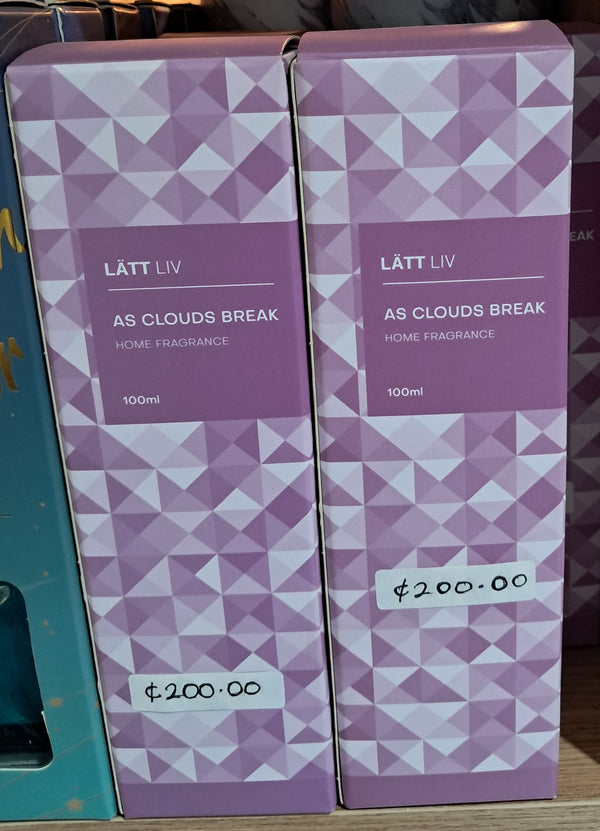 LÄTT LIV
AS CLOUDS BREAK
HOME FRAGRANCE
100ml
₵200.00
LÄTT LIV
AS CLOUDS BREAK
HOME FRAGRANCE
100ml
₵200.00
EAK